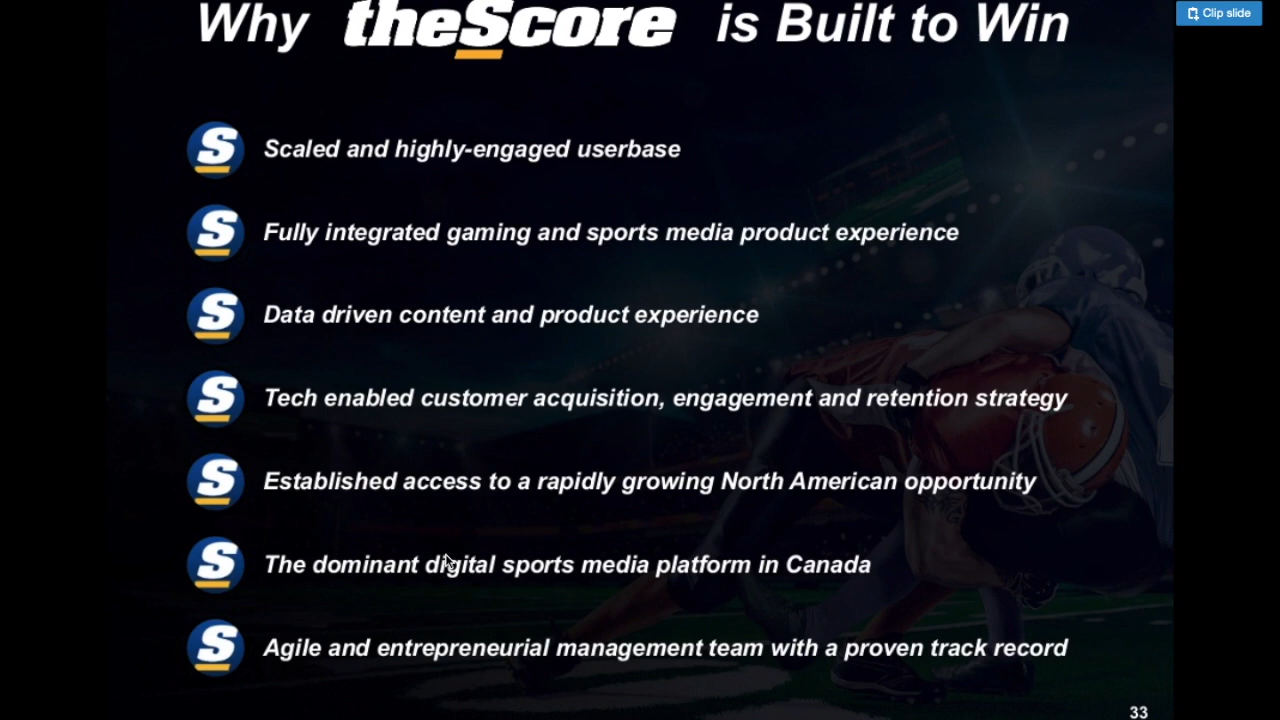 Clip slide
Why theScore is Built to Win
S Scaled and highly-engaged userbase
S Fully integrated gaming and sports media product experience
S Data driven content and product experience
S Tech enabled customer acquisition, engagement and retention strategy
S Established access to a rapidly growing North American opportunity
S The dominant digital sports media platform in Canada
S Agile and entrepreneurial management team with a proven track record
33